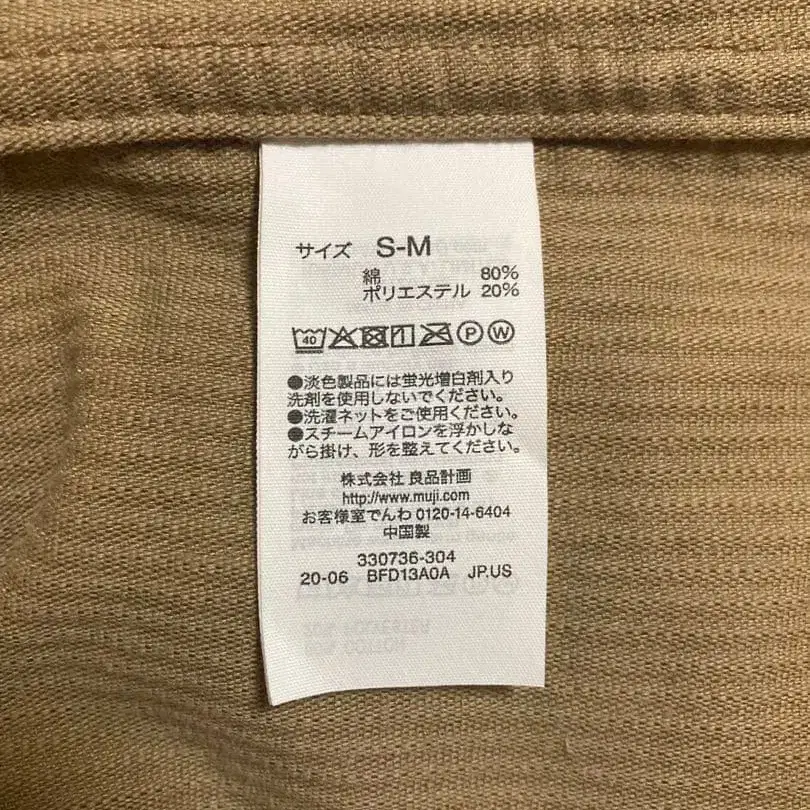 サイズ S-M
綿 80%
ポリエステル 20%
40 P W
●淡色製品には蛍光増白剤入り
洗剤を使用しないでください。
●洗濯ネットをご使用ください。
●スチームアイロンを浮かしな
がら掛け、形を整えてください。
株式会社 良品計画
http://www.muji.com
お客様室でんわ 0120-14-6404
中国製
330736-304
20-06 BFD13A0A JP.US